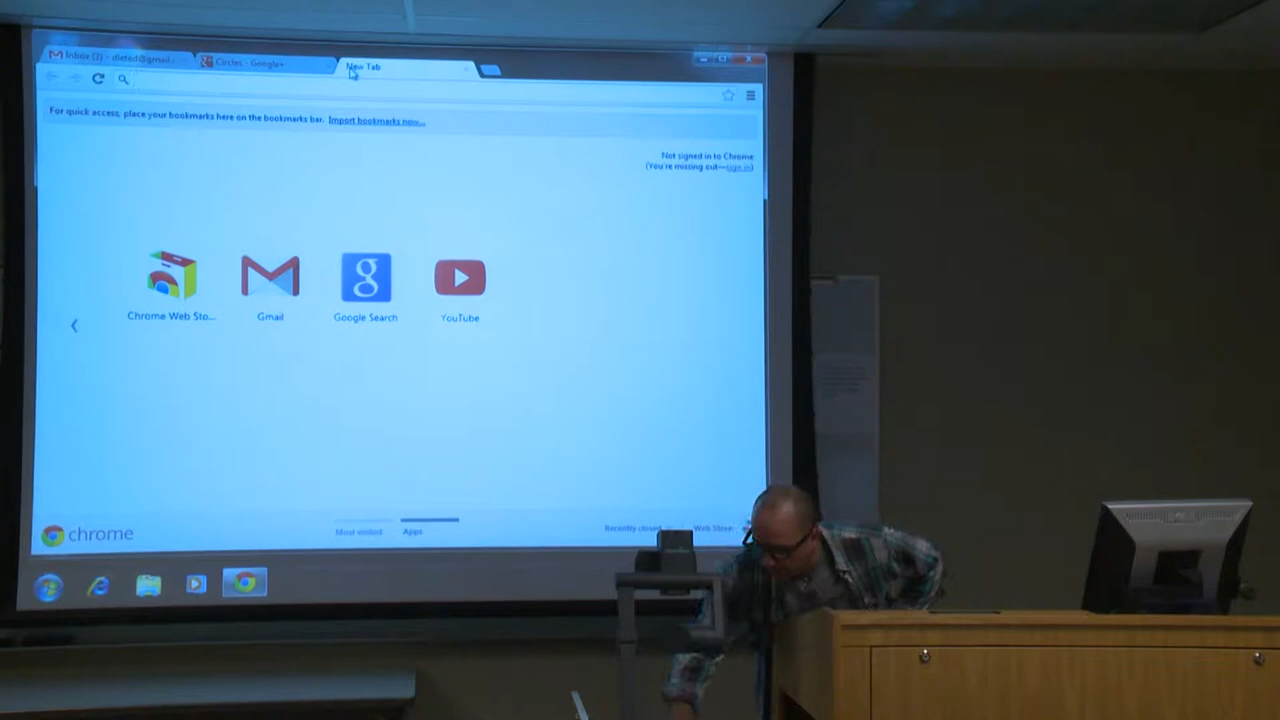 Inbox (2) - dieted@gmail
Circles - Google+
New Tab
For quick access, place your bookmarks here on the bookmarks bar. Import bookmarks now...
Not signed in to Chrome
(You're missing out—sign in)
g
Chrome Web Sto...
Gmail
Google Search
YouTube
chrome
Most visited
Apps
Recently closed
Web Store